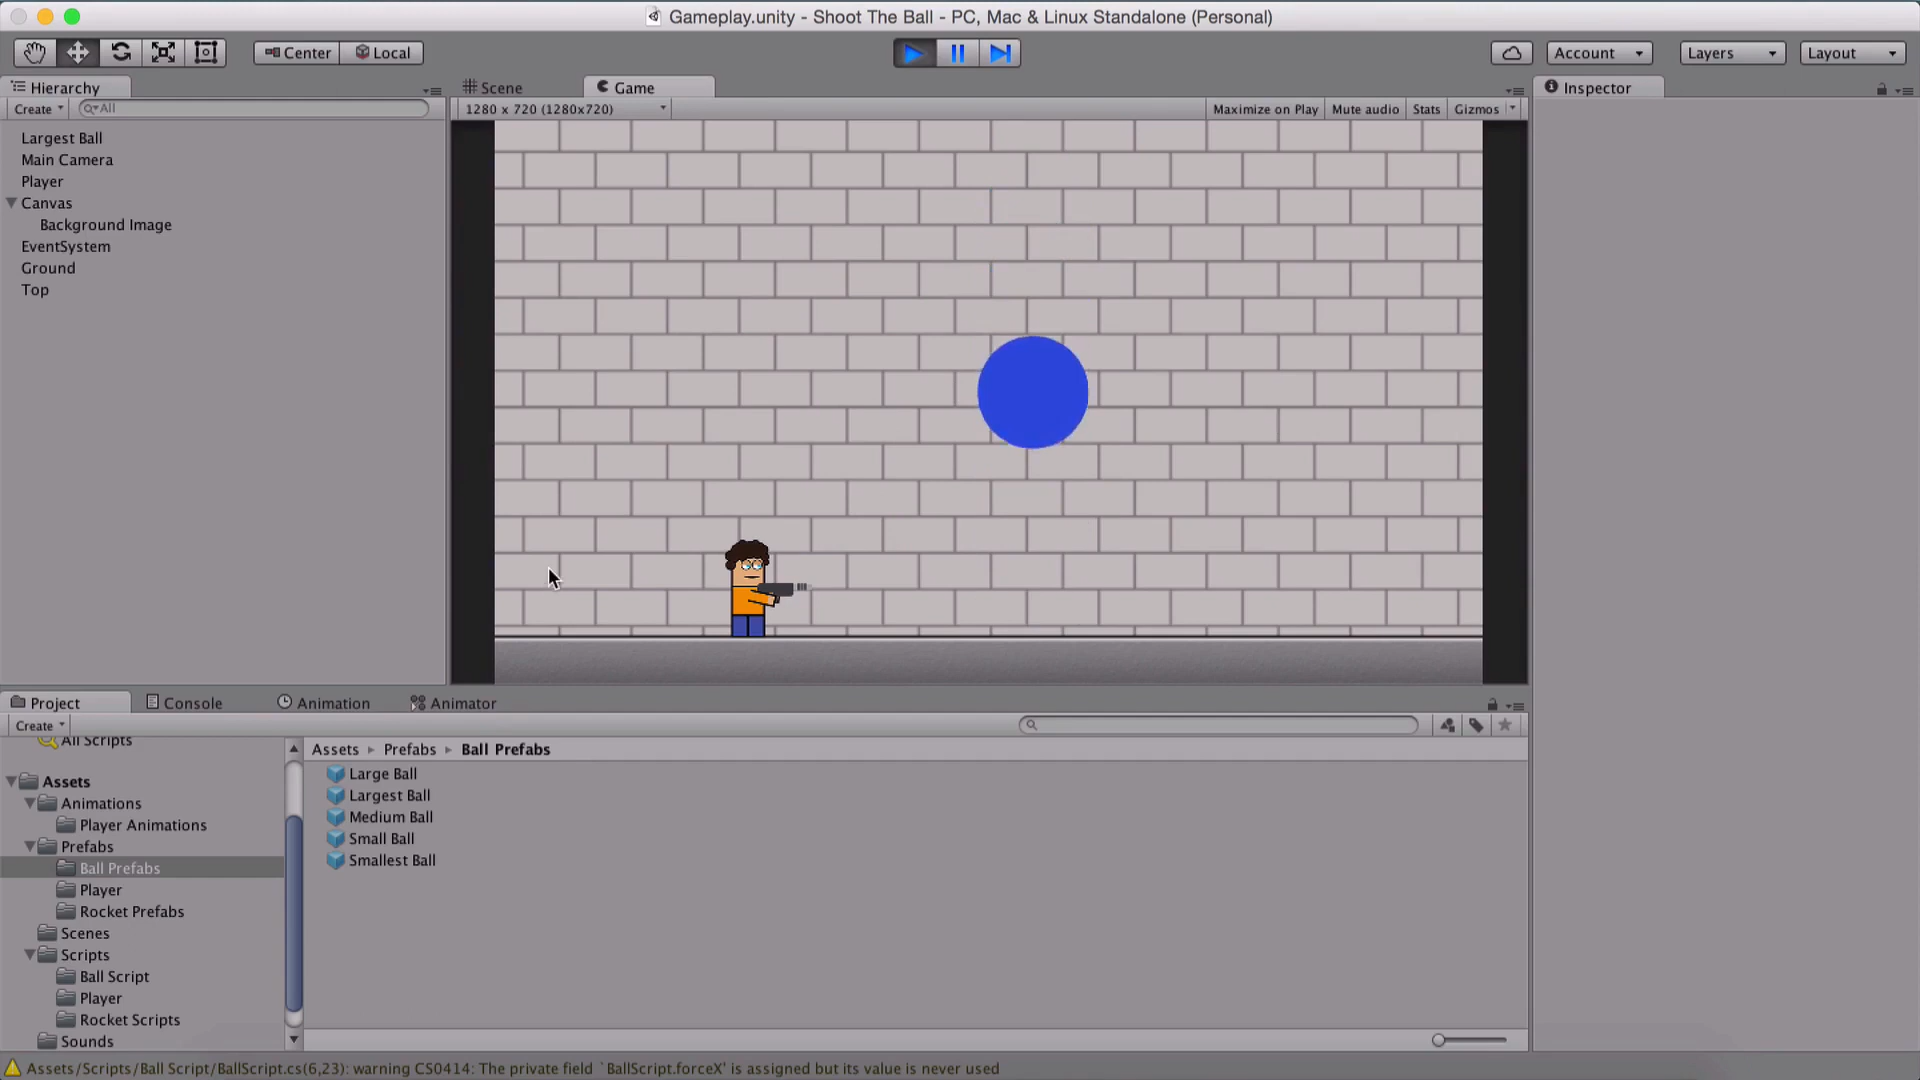 Gameplay.unity - Shoot The Ball - PC, Mac & Linux Standalone (Personal)
Center Local Account Layers Layout
Hierarchy Scene Game Inspector
Create All 1280 x 720 (1280x720) Maximize on Play Mute audio Stats Gizmos
Largest Ball
Main Camera
Player
Canvas
Background Image
EventSystem
Ground
Top
Project Console Animation Animator
Create
All Scripts
Assets
Animations
Player Animations
Prefabs
Ball Prefabs
Player
Rocket Prefabs
Scenes
Scripts
Ball Script
Player
Rocket Scripts
Sounds
Assets Prefabs Ball Prefabs
Large Ball
Largest Ball
Medium Ball
Small Ball
Smallest Ball
Assets/Scripts/Ball Script/BallScript.cs(6,23): warning CS0414: The private field `BallScript.forceX' is assigned but its value is never used